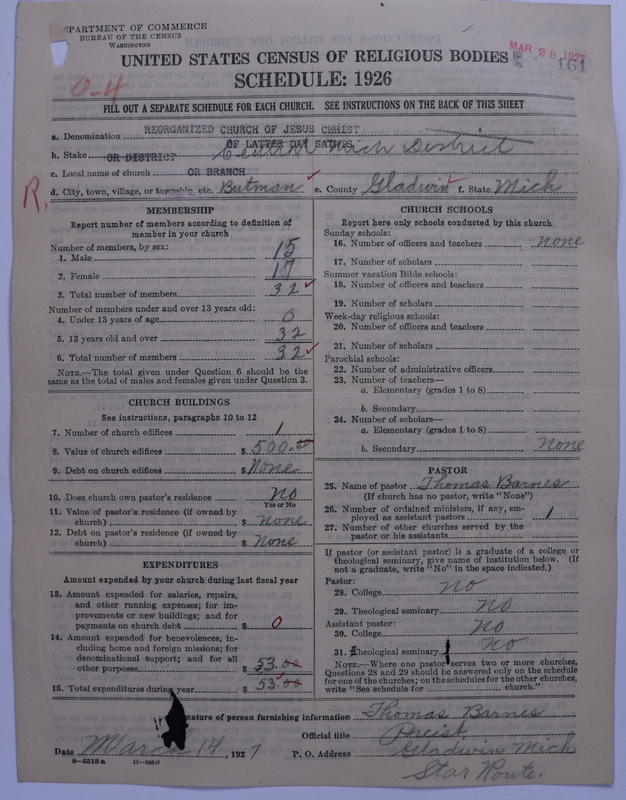 DEPARTMENT OF COMMERCE
BUREAU OF THE CENSUS
WASHINGTON
MAR 28 1927
161
UNITED STATES CENSUS OF RELIGIOUS BODIES
SCHEDULE: 1926
0-4
FILL OUT A SEPARATE SCHEDULE FOR EACH CHURCH. SEE INSTRUCTIONS ON THE BACK OF THIS SHEET
a. Denomination REORGANIZED CHURCH OF JESUS CHRIST
OF LATTER DAY SAINTS
b. Stake OR DISTRICT Central Mich District
c. Local name of church OR BRANCH
R. d. City, town, village, or township, etc. Butman e. County Gladwin f. State Mich
MEMBERSHIP
Report number of members according to definition of
member in your church
Number of members, by sex:
1. Male 15
2. Female 17
3. Total number of members 32
Number of members under and over 13 years old:
4. Under 13 years of age 0
5. 13 years old and over 32
6. Total number of members 32
NOTE.—The total given under Question 6 should be the
same as the total of males and females given under Question 3.
CHURCH BUILDINGS
See instructions, paragraphs 10 to 12
7. Number of church edifices 1
8. Value of church edifices $ 500.00
9. Debt on church edifices $ None
10. Does church own pastor's residence no
Yes or No
11. Value of pastor's residence (if owned by
church) $ none
12. Debt on pastor's residence (if owned by
church) $ None
EXPENDITURES
Amount expended by your church during last fiscal year
13. Amount expended for salaries, repairs,
and other running expenses; for im-
provements or new buildings; and for
payments on church debt $ 0
14. Amount expended for benevolences, in-
cluding home and foreign missions; for
denominational support; and for all
other purposes $ 53.00
15. Total expenditures during year $ 53.00
CHURCH SCHOOLS
Report here only schools conducted by this church
Sunday schools:
16. Number of officers and teachers none
17. Number of scholars
Summer vacation Bible schools:
18. Number of officers and teachers
19. Number of scholars
Week-day religious schools:
20. Number of officers and teachers
21. Number of scholars
Parochial schools:
22. Number of administrative officers
23. Number of teachers—
a. Elementary (grades 1 to 8)
b. Secondary
24. Number of scholars—
a. Elementary (grades 1 to 8)
b. Secondary None
PASTOR
25. Name of pastor Thomas Barnes
(If church has no pastor, write "None")
26. Number of ordained ministers, if any, em-
ployed as assistant pastors 1
27. Number of other churches served by the
pastor or his assistants
If pastor (or assistant pastor) is a graduate of a college or
theological seminary, give name of institution below. (If
not a graduate, write "No" in the space indicated.)
Pastor:
28. College no
29. Theological seminary no
Assistant pastor:
30. College no
31. Theological seminary no
NOTE.—Where one pastor serves two or more churches,
Questions 28 and 29 should be answered only on the schedule
for one of the churches; on the schedules for the other churches,
write "See schedule for church."
Signature of person furnishing information Thomas Barnes
Official title Preist
Date March 14, 1927 P. O. Address Gladwin Mich
8-5518a
Star Route.